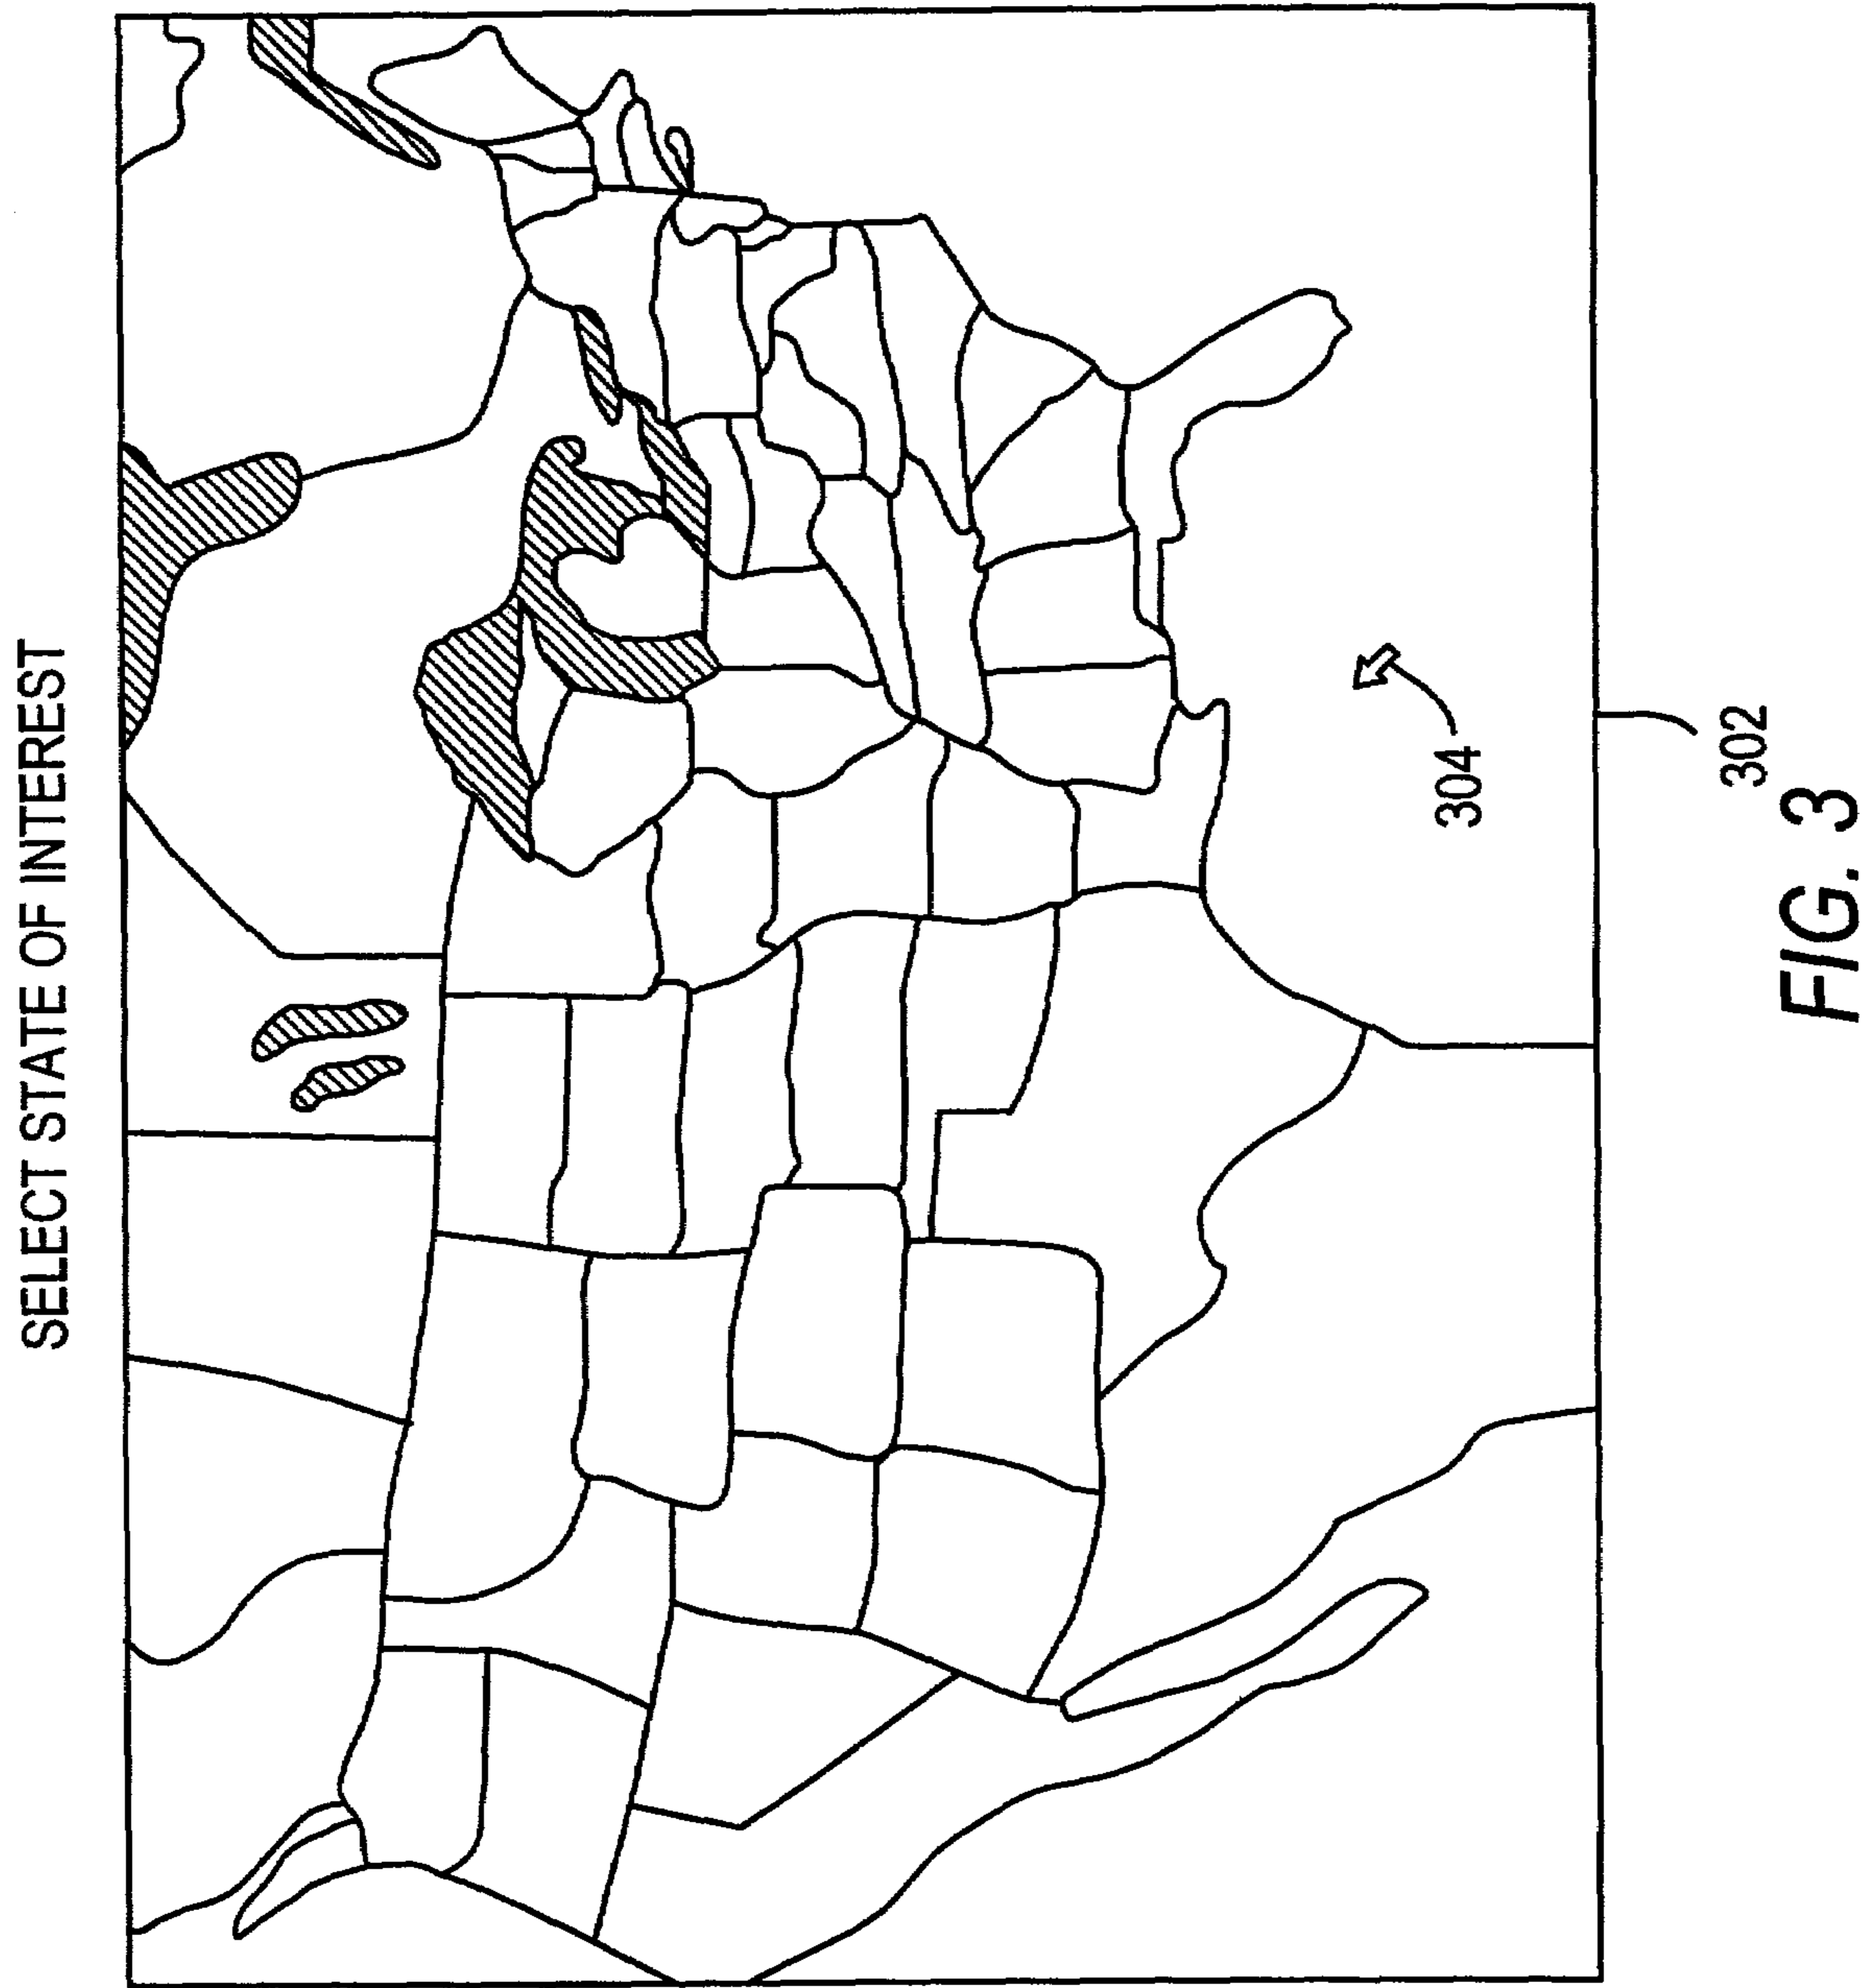 SELECT STATE OF INTEREST
304
302
FIG. 3